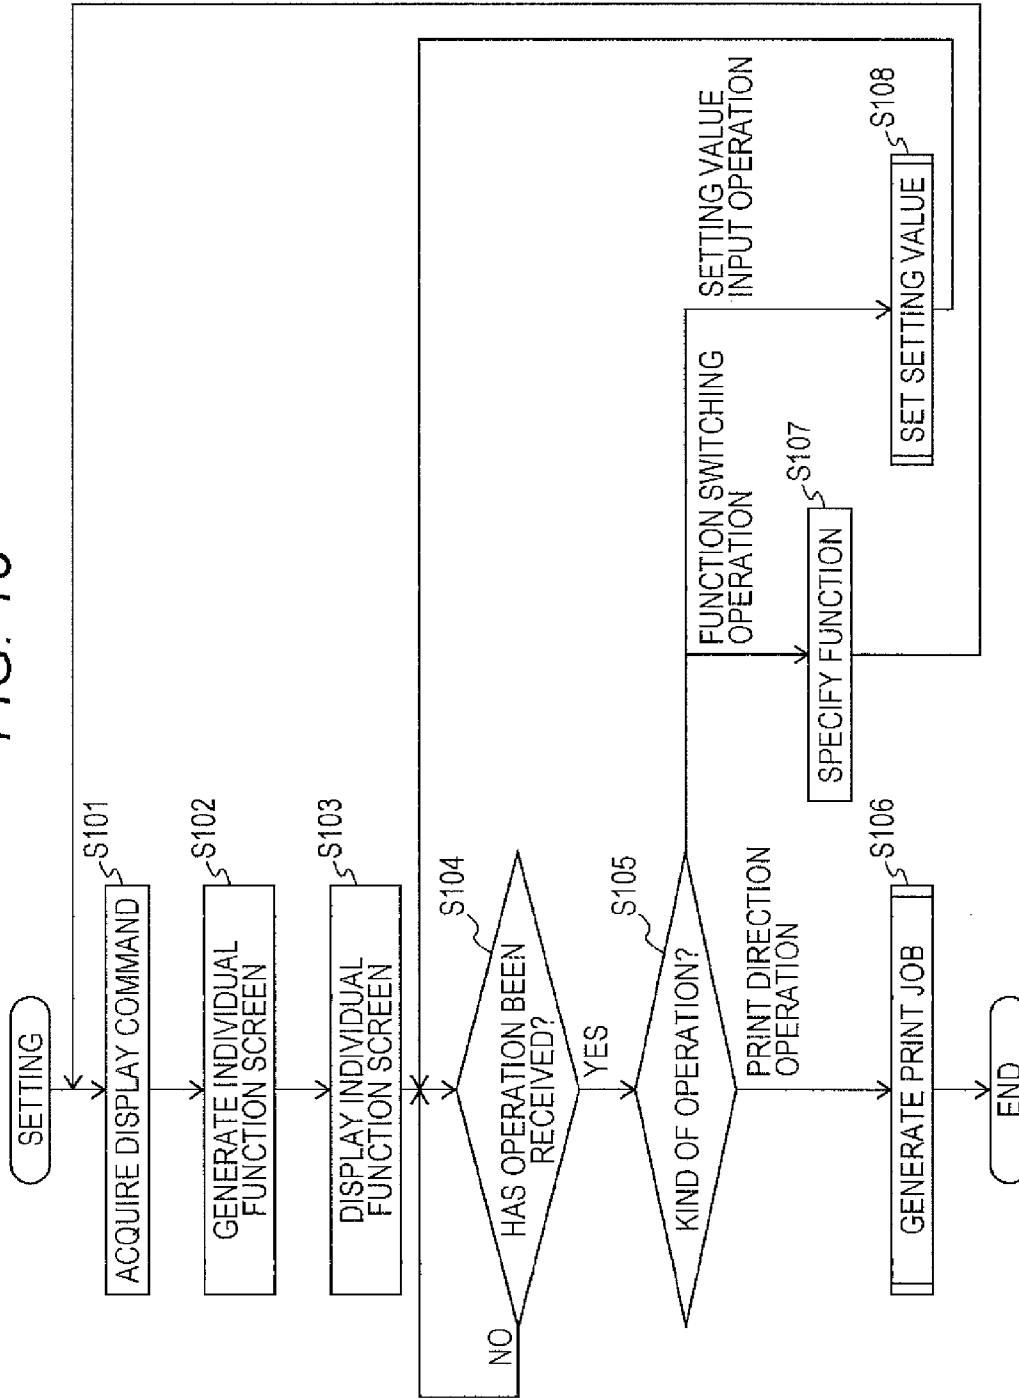 FIG.
SETTING
ACQUIRE DISPLAY COMMAND
S101
GENERATE INDIVIDUAL
FUNCTION SCREEN
S102
DISPLAY INDIVIDUAL
FUNCTION SCREEN
S103
HAS OPERATION BEEN
RECEIVED?
S104
NO
YES
KIND OF OPERATION?
S105
PRINT DIRECTION
OPERATION
FUNCTION SWITCHING
OPERATION
SETTING VALUE
INPUT OPERATION
SPECIFY FUNCTION
S107
GENERATE PRINT JOB
S106
SET SETTING VALUE
S108
END